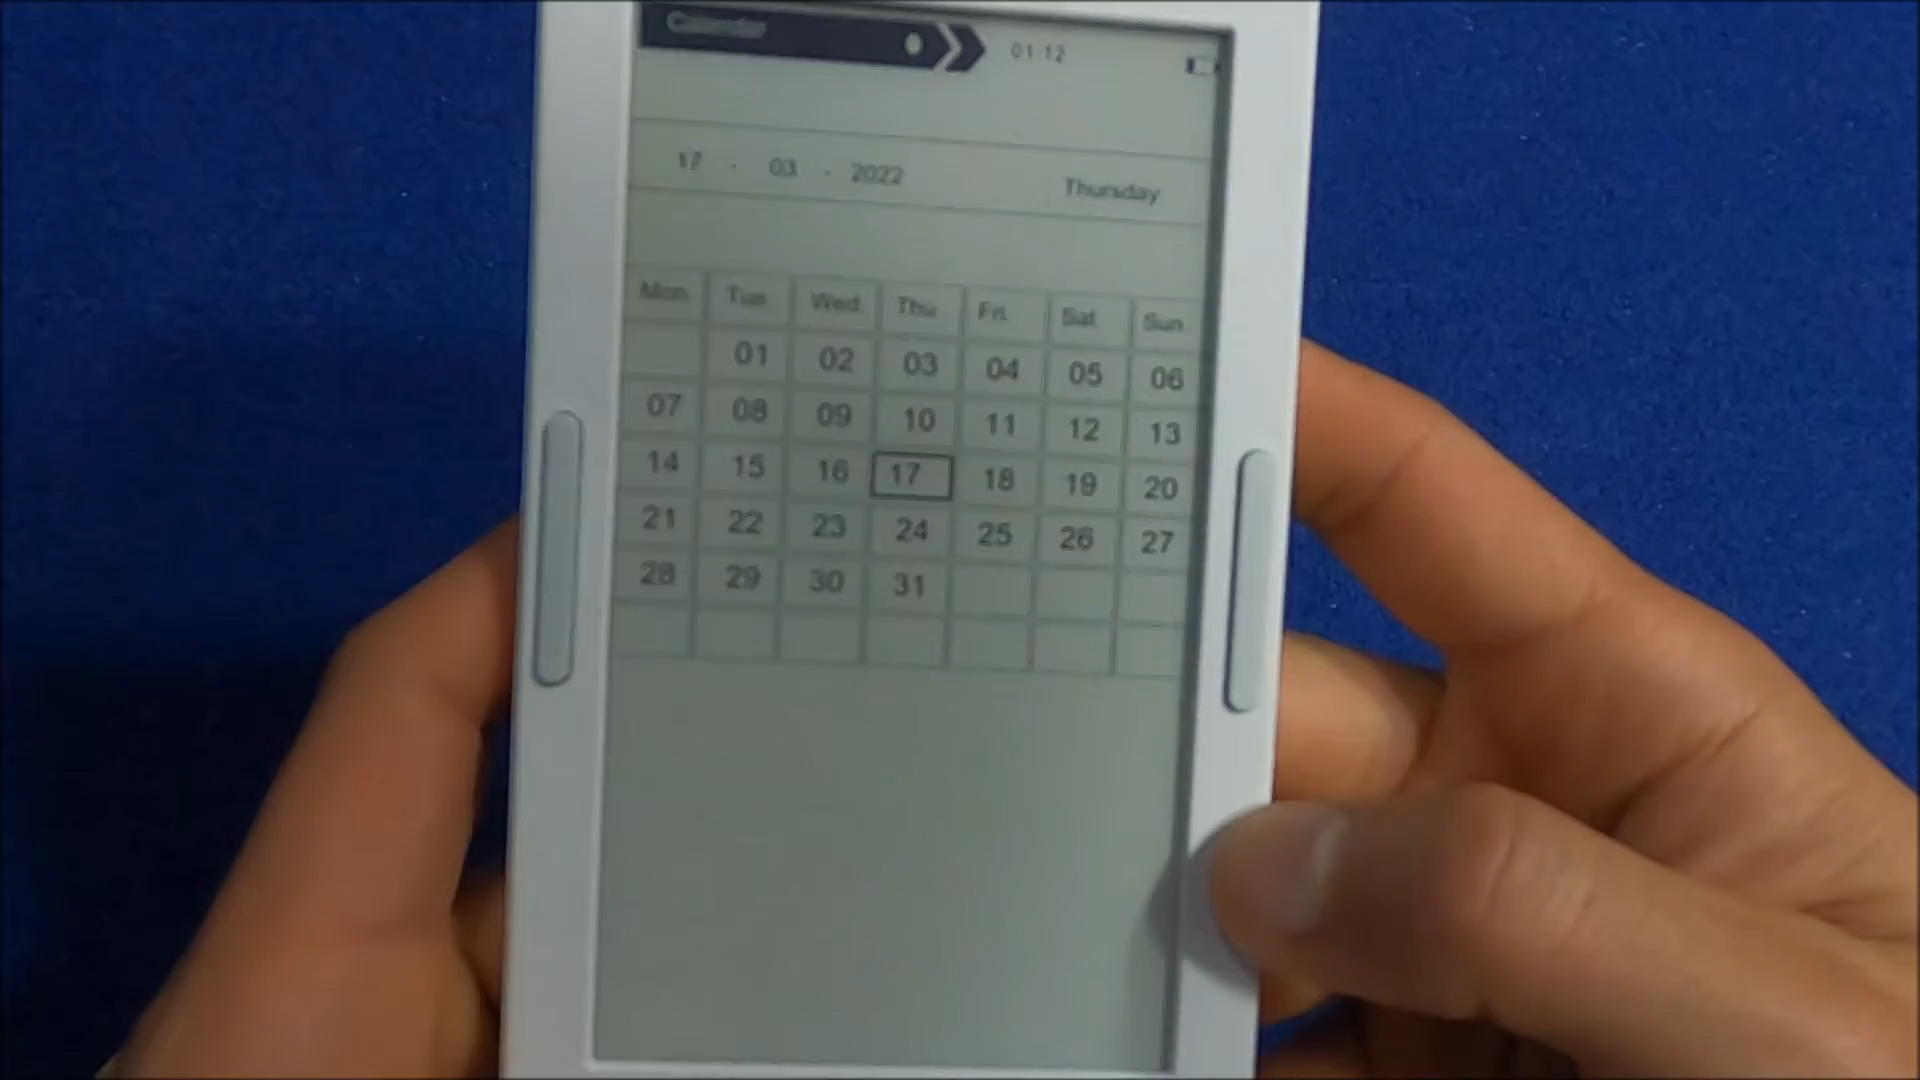 Calendar 01:12
17 - 03 - 2022 Thursday
Mon. Tue. Wed. Thu. Fri. Sat. Sun.
01 02 03 04 05 06
07 08 09 10 11 12 13
14 15 16 17 18 19 20
21 22 23 24 25 26 27
28 29 30 31